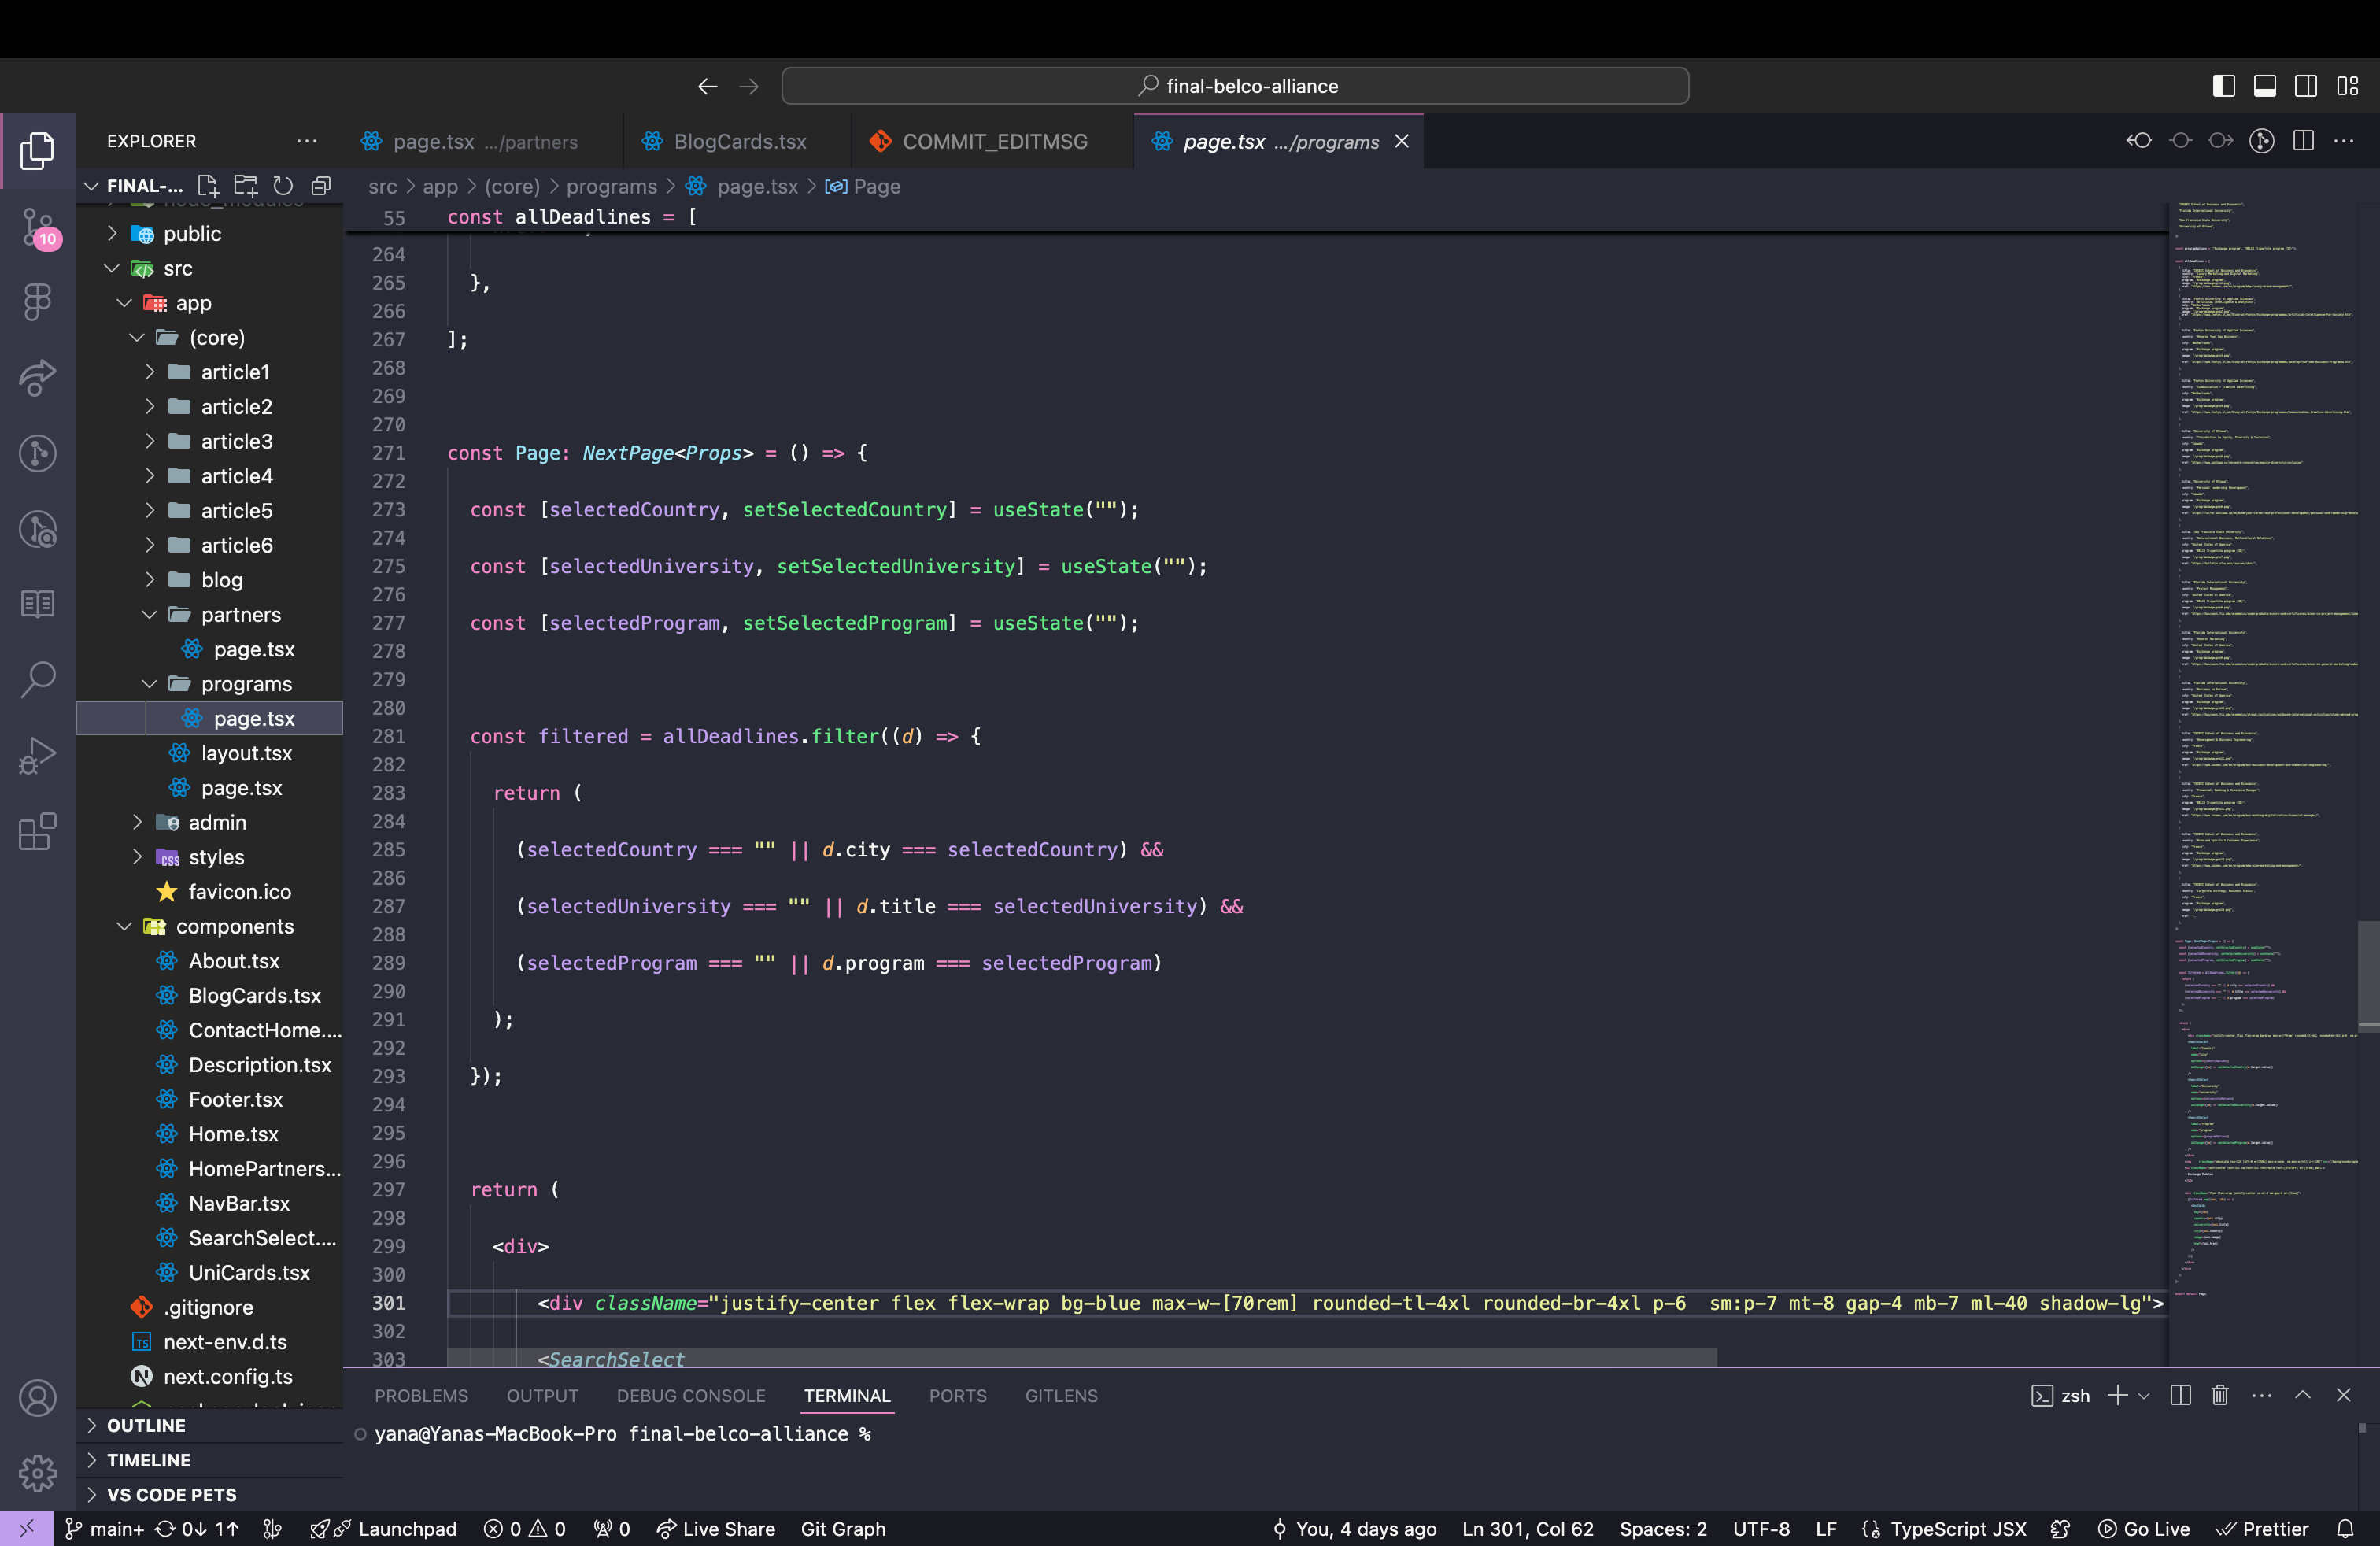 final-belco-alliance
EXPLORER
page.tsx .../partners
BlogCards.tsx
COMMIT_EDITMSG
page.tsx .../programs
FINAL-...
src > app > (core) > programs > page.tsx > Page
10
node_modules
public
src
app
(core)
article1
article2
article3
article4
article5
article6
blog
partners
page.tsx
programs
page.tsx
layout.tsx
page.tsx
admin
styles
favicon.ico
components
About.tsx
BlogCards.tsx
ContactHome....
Description.tsx
Footer.tsx
Home.tsx
HomePartners...
NavBar.tsx
SearchSelect....
UniCards.tsx
.gitignore
next-env.d.ts
next.config.ts
OUTLINE
TIMELINE
VS CODE PETS
55 const allDeadlines = [
264
265 },
266
267 ];
268
269
270
271 const Page: NextPage<Props> = () => {
272
273 const [selectedCountry, setSelectedCountry] = useState("");
274
275 const [selectedUniversity, setSelectedUniversity] = useState("");
276
277 const [selectedProgram, setSelectedProgram] = useState("");
278
279
280
281 const filtered = allDeadlines.filter((d) => {
282
283 return (
284
285 (selectedCountry === "" || d.city === selectedCountry) &&
286
287 (selectedUniversity === "" || d.title === selectedUniversity) &&
288
289 (selectedProgram === "" || d.program === selectedProgram)
290
291 );
292
293 });
294
295
296
297 return (
298
299 <div>
300
301 <div className="justify-center flex flex-wrap bg-blue max-w-[70rem] rounded-tl-4xl rounded-br-4xl p-6  sm:p-7 mt-8 gap-4 mb-7 ml-40 shadow-lg">
302
303 <SearchSelect
PROBLEMS OUTPUT DEBUG CONSOLE TERMINAL PORTS GITLENS
zsh
yana@Yanas-MacBook-Pro final-belco-alliance %
main+ 0↓ 1↑ Launchpad 0 0 0 Live Share Git Graph
You, 4 days ago Ln 301, Col 62 Spaces: 2 UTF-8 LF TypeScript JSX Go Live Prettier